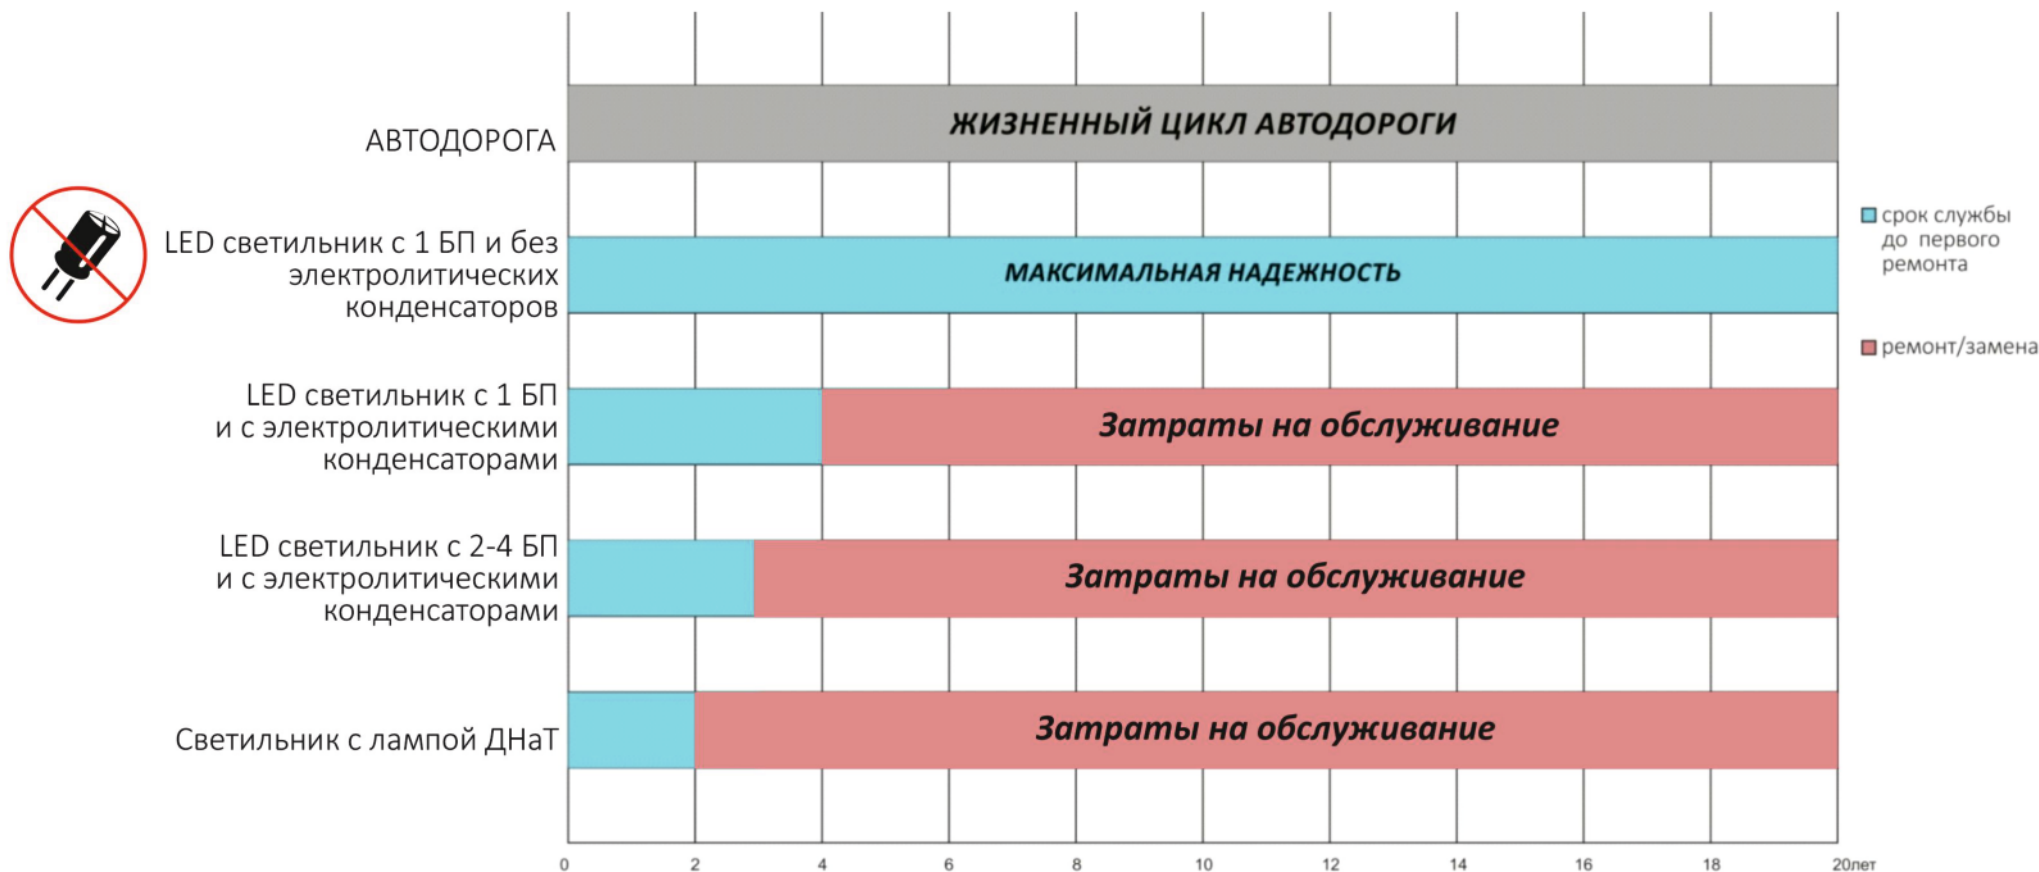 АВТОДОРОГА
ЖИЗНЕННЫЙ ЦИКЛ АВТОДОРОГИ
LED светильник с 1 БП и без
электролитических
конденсаторов
МАКСИМАЛЬНАЯ НАДЕЖНОСТЬ
срок службы
до первого
ремонта
ремонт/замена
LED светильник с 1 БП
и с электролитическими
конденсаторами
Затраты на обслуживание
LED светильник с 2-4 БП
и с электролитическими
конденсаторами
Затраты на обслуживание
Светильник с лампой ДНаТ
Затраты на обслуживание
0 2 4 6 8 10 12 14 16 18 20лет